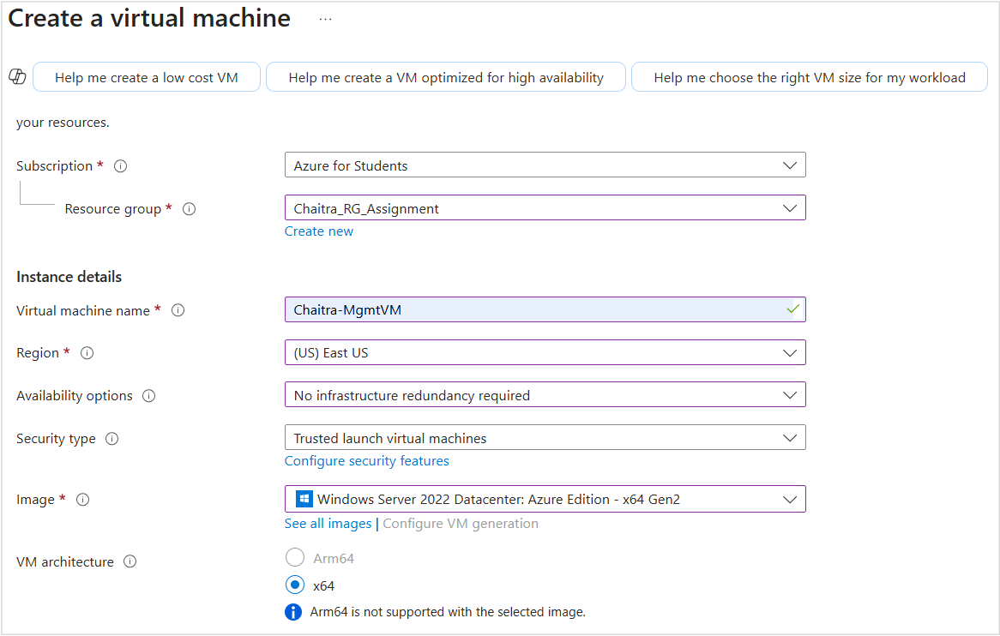 Create a virtual machine ...
Help me create a low cost VM
Help me create a VM optimized for high availability
Help me choose the right VM size for my workload
your resources.
Subscription * Azure for Students
Resource group * Chaitra_RG_Assignment
Create new
Instance details
Virtual machine name * Chaitra-MgmtVM
Region * (US) East US
Availability options No infrastructure redundancy required
Security type Trusted launch virtual machines
Configure security features
Image * Windows Server 2022 Datacenter: Azure Edition - x64 Gen2
See all images | Configure VM generation
VM architecture Arm64
x64
Arm64 is not supported with the selected image.